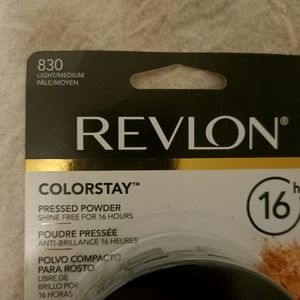 830
LIGHT/MEDIUM
PÂLE/MOYEN
REVLON®
COLORSTAY™
PRESSED POWDER
SHINE FREE FOR 16 HOURS
POUDRE PRESSÉE
ANTI-BRILLANCE 16 HEURES
POLVO COMPACTO
PARA ROSTO
LIBRE DE
BRILLO POR
16 HORAS
16 h